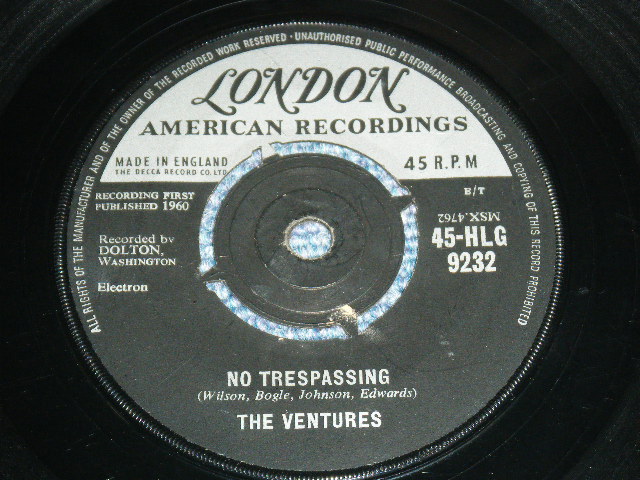 ALL RIGHTS OF THE MANUFACTURER AND OF THE OWNER OF THE RECORDED WORK RESERVED · UNAUTHORISED PUBLIC PERFORMANCE BROADCASTING AND COPYING OF THIS RECORD PROHIBITED
LONDON
AMERICAN RECORDINGS
MADE IN ENGLAND
THE DECCA RECORD CO. LTD
45 R.P.M
RECORDING FIRST
PUBLISHED 1960
B/T
MSX.4762
Recorded by
DOLTON,
WASHINGTON
45-HLG
9232
Electron
NO TRESPASSING
(Wilson, Bogle, Johnson, Edwards)
THE VENTURES